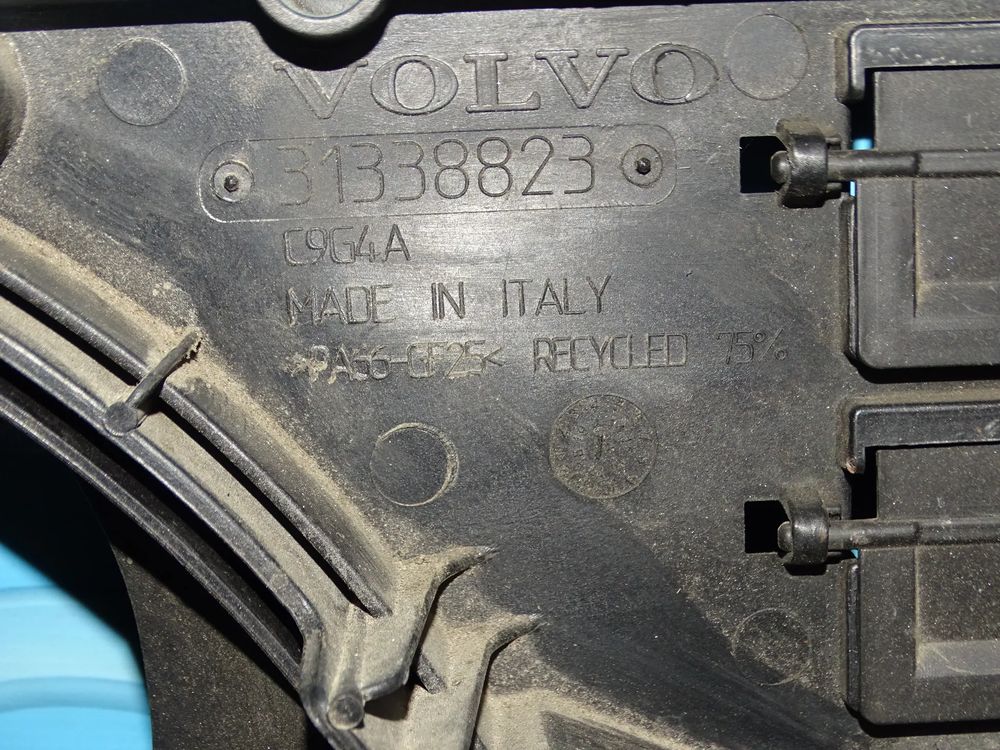 VOLVO
31338823
C9G4A
MADE IN ITALY
>PA66-GF25< RECYCLED 75%